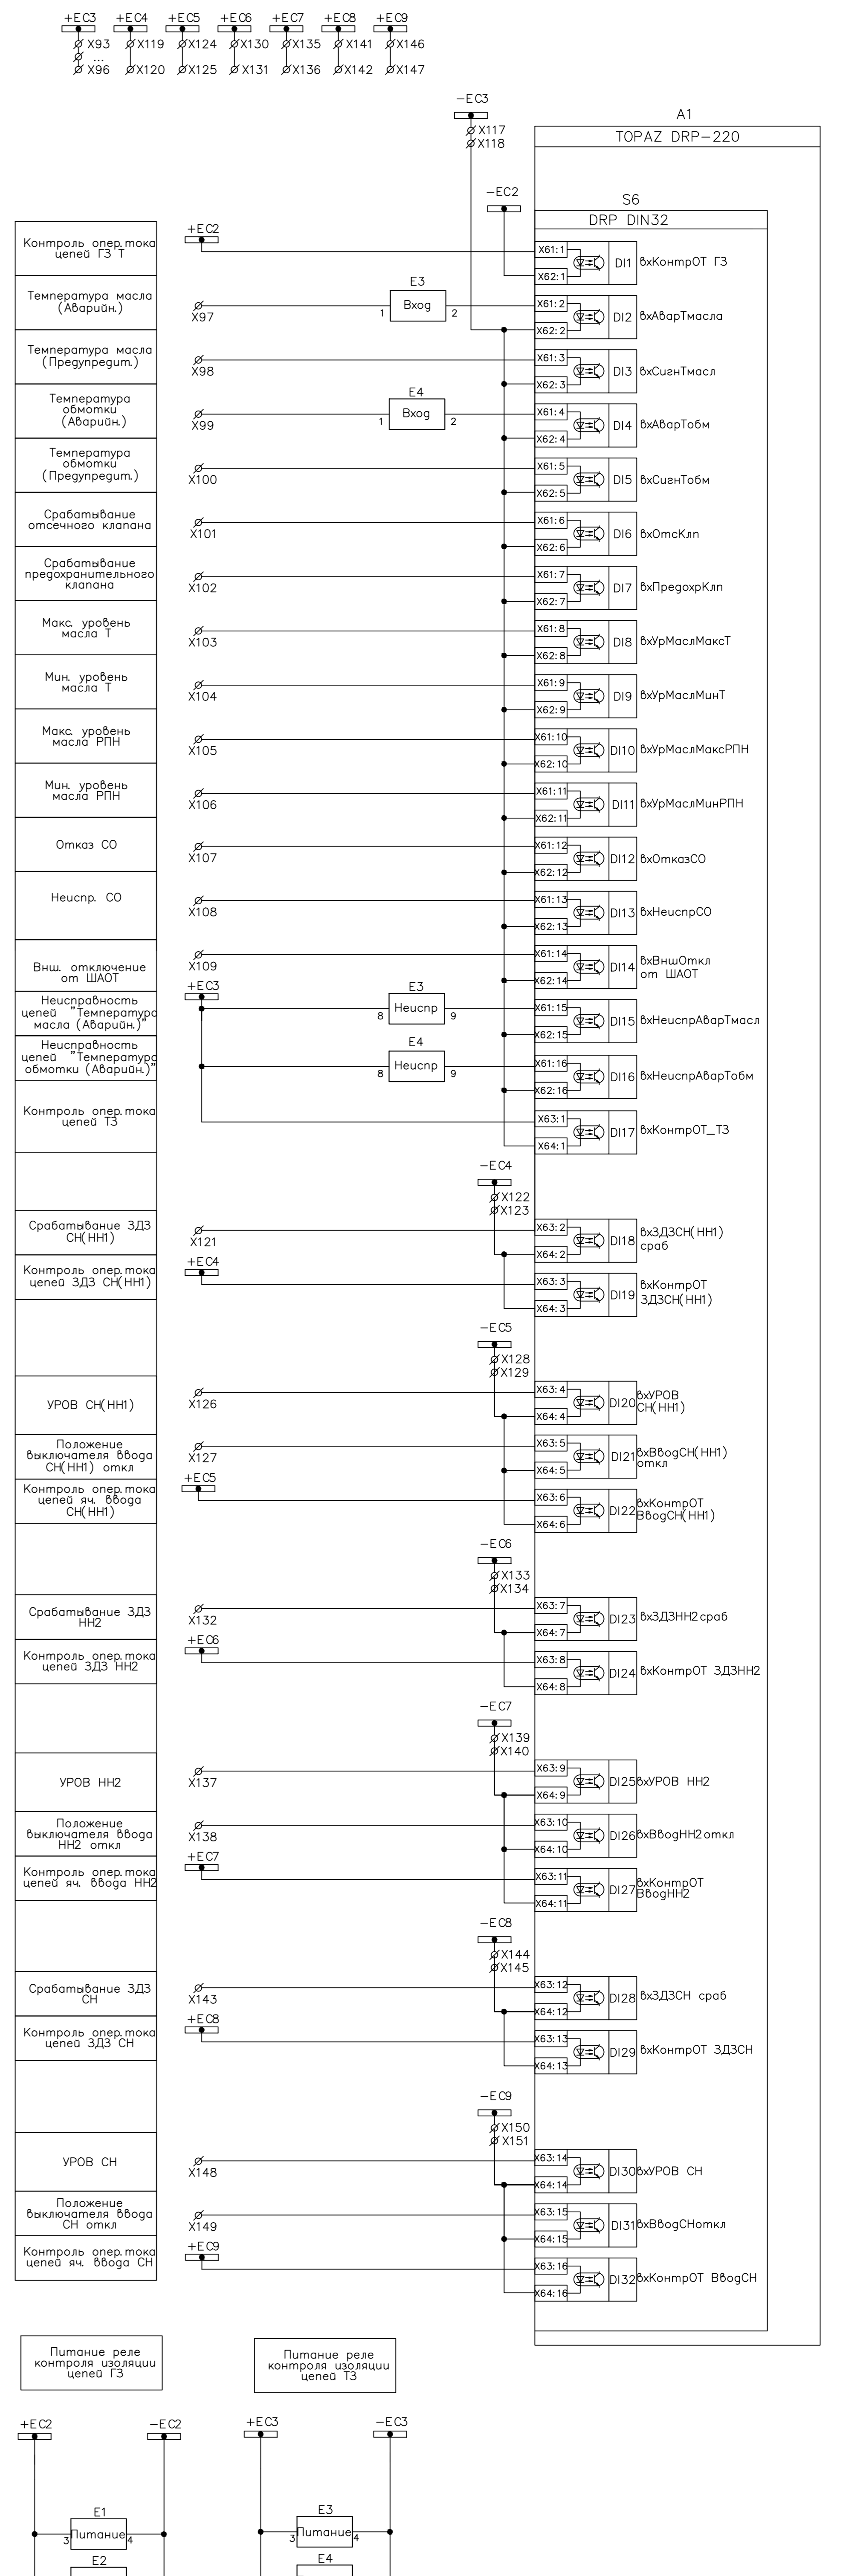 +EC3 +EC4 +EC5 +EC6 +EC7 +EC8 +EC9
X93 X119 X124 X130 X135 X141 X146
...
X96 X120 X125 X131 X136 X142 X147
-EC3
X117
X118
A1
TOPAZ DRP-220
-EC2
S6
DRP DIN32
Контроль опер.тока
цепей ГЗ Т
+EC2
X61:1
X62:1
DI1
вхКонтрОТ ГЗ
Температура масла
(Аварийн.)
X97
E3
1 Вход 2
X61:2
X62:2
DI2
вхАварТмасла
Температура масла
(Предупредит.)
X98
X61:3
X62:3
DI3
вхСигнТмасл
Температура
обмотки
(Аварийн.)
X99
E4
1 Вход 2
X61:4
X62:4
DI4
вхАварТобм
Температура
обмотки
(Предупредит.)
X100
X61:5
X62:5
DI5
вхСигнТобм
Срабатывание
отсечного клапана
X101
X61:6
X62:6
DI6
вхОтсКлп
Срабатывание
предохранительного
клапана
X102
X61:7
X62:7
DI7
вхПредохрКлп
Макс. уровень
масла Т
X103
X61:8
X62:8
DI8
вхУрМаслМаксТ
Мин. уровень
масла Т
X104
X61:9
X62:9
DI9
вхУрМаслМинТ
Макс. уровень
масла РПН
X105
X61:10
X62:10
DI10
вхУрМаслМаксРПН
Мин. уровень
масла РПН
X106
X61:11
X62:11
DI11
вхУрМаслМинРПН
Отказ СО
X107
X61:12
X62:12
DI12
вхОтказСО
Неиспр. СО
X108
X61:13
X62:13
DI13
вхНеиспрСО
Внш. отключение
от ШАОТ
X109
X61:14
X62:14
DI14
вхВншОткл
от ШАОТ
Неисправность
цепей "Температура
масла (Аварийн.)"
+EC3
E3
8 Неиспр 9
X61:15
X62:15
DI15
вхНеиспрАварТмасл
Неисправность
цепей "Температура
обмотки (Аварийн.)"
E4
8 Неиспр 9
X61:16
X62:16
DI16
вхНеиспрАварТобм
Контроль опер.тока
цепей ТЗ
X63:1
X64:1
DI17
вхКонтрОТ_ТЗ
-EC4
X122
X123
Срабатывание ЗДЗ
СН(НН1)
X121
X63:2
X64:2
DI18
вхЗДЗСН(НН1)
сраб
Контроль опер.тока
цепей ЗДЗ СН(НН1)
+EC4
X63:3
X64:3
DI19
вхКонтрОТ
ЗДЗСН(НН1)
-EC5
X128
X129
УРОВ СН(НН1)
X126
X63:4
X64:4
DI20
вхУРОВ
СН(НН1)
Положение
выключателя ввода
СН(НН1) откл
X127
X63:5
X64:5
DI21
вхВводСН(НН1)
откл
Контроль опер.тока
цепей яч. ввода
СН(НН1)
+EC5
X63:6
X64:6
DI22
вхКонтрОТ
ВводСН(НН1)
-EC6
X133
X134
Срабатывание ЗДЗ
НН2
X132
X63:7
X64:7
DI23
вхЗДЗНН2сраб
Контроль опер.тока
цепей ЗДЗ НН2
+EC6
X63:8
X64:8
DI24
вхКонтрОТ ЗДЗНН2
-EC7
X139
X140
УРОВ НН2
X137
X63:9
X64:9
DI25
вхУРОВ НН2
Положение
выключателя ввода
НН2 откл
X138
X63:10
X64:10
DI26
вхВводНН2откл
Контроль опер.тока
цепей яч. ввода НН2
+EC7
X63:11
X64:11
DI27
вхКонтрОТ
ВводНН2
-EC8
X144
X145
Срабатывание ЗДЗ
СН
X143
X63:12
X64:12
DI28
вхЗДЗСН сраб
Контроль опер.тока
цепей ЗДЗ СН
+EC8
X63:13
X64:13
DI29
вхКонтрОТ ЗДЗСН
-EC9
X150
X151
УРОВ СН
X148
X63:14
X64:14
DI30
вхУРОВ СН
Положение
выключателя ввода
СН откл
X149
X63:15
X64:15
DI31
вхВводСНоткл
Контроль опер.тока
цепей яч. ввода СН
+EC9
X63:16
X64:16
DI32
вхКонтрОТ ВводСН
Питание реле
контроля изоляции
цепей ГЗ
Питание реле
контроля изоляции
цепей ТЗ
+EC2 -EC2 +EC3 -EC3
E1
3 Питание 4
E2
E3
3 Питание 4
E4